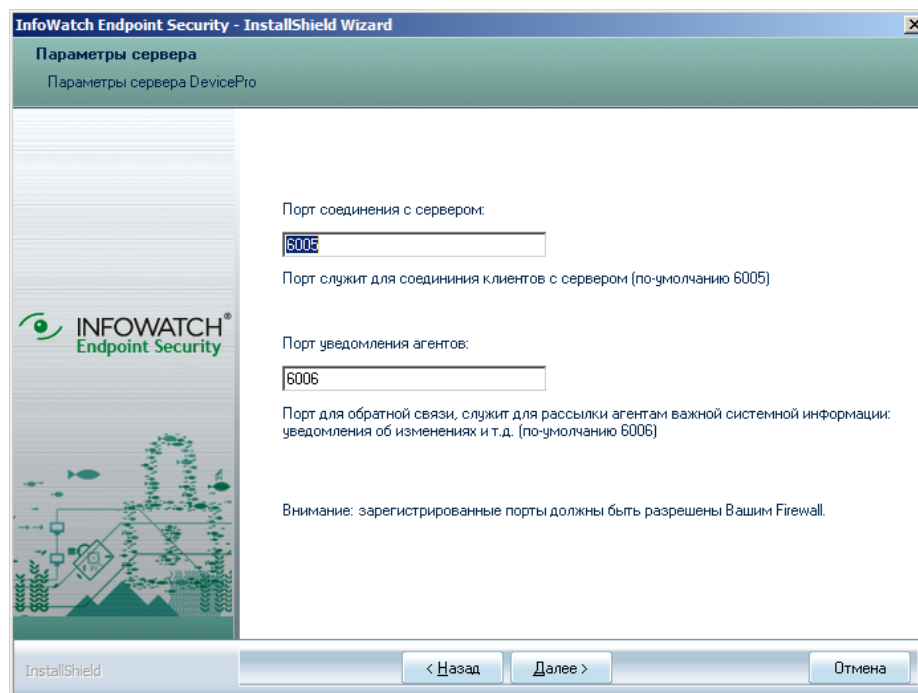 InfoWatch Endpoint Security - InstallShield Wizard
Параметры сервера
Параметры сервера DevicePro
Порт соединения с сервером:
6005
Порт служит для соедининия клиентов с сервером (по-умолчанию 6005)
INFOWATCH®
Endpoint Security
Порт уведомления агентов:
6006
Порт для обратной связи, служит для рассылки агентам важной системной информации:
уведомления об изменениях и т.д. (по-умолчанию 6006)
Внимание: зарегистрированные порты должны быть разрешены Вашим Firewall.
InstallShield
< Назад
Далее >
Отмена